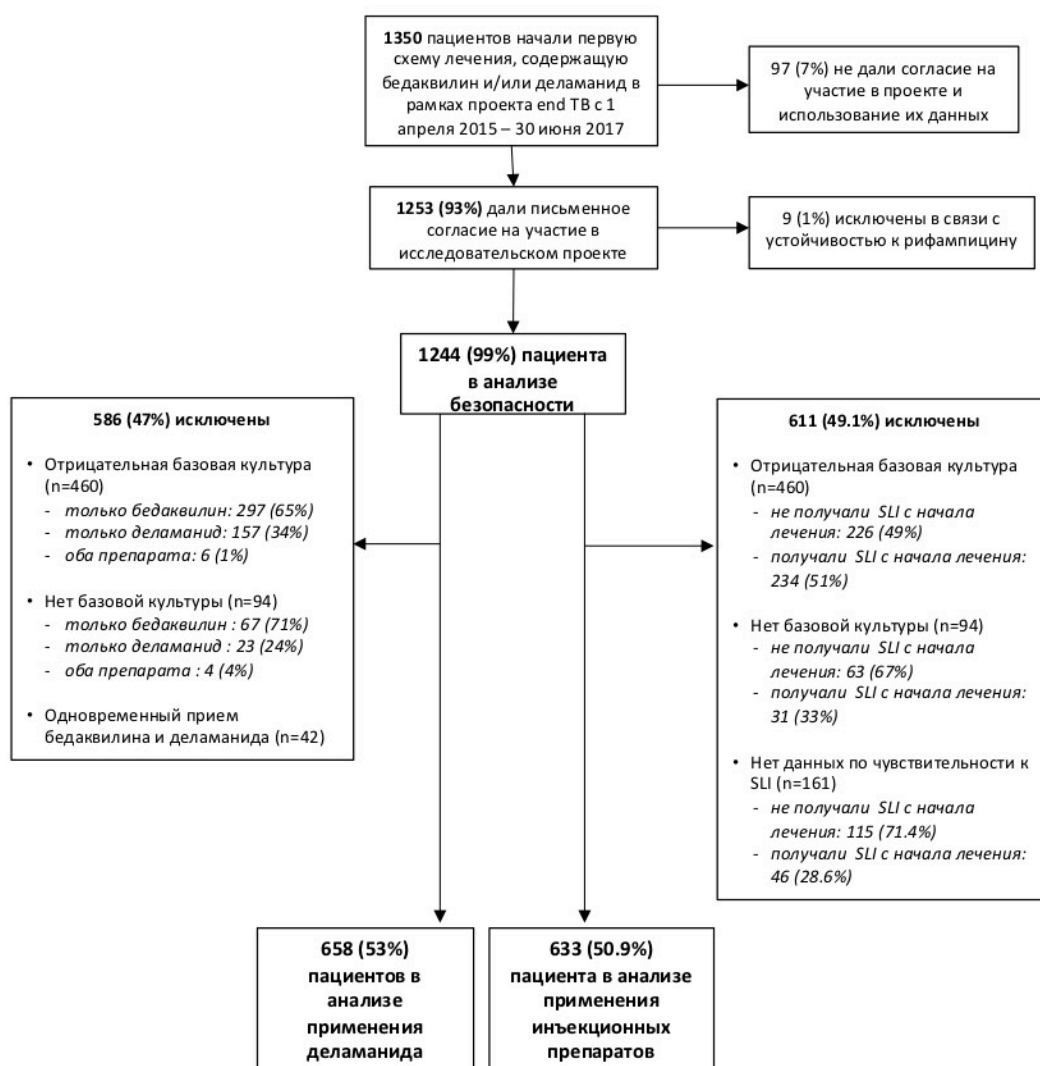 1350 пациентов начали первую
схему лечения, содержащую
бедаквилин и/или деламанид в
рамках проекта end TB с 1
апреля 2015 – 30 июня 2017
97 (7%) не дали согласие на
участие в проекте и
использование их данных
1253 (93%) дали письменное
согласие на участие в
исследовательском проекте
9 (1%) исключены в связи с
устойчивостью к рифампицину
1244 (99%) пациента
в анализе
безопасности
586 (47%) исключены
• Отрицательная базовая культура
(n=460)
- только бедаквилин: 297 (65%)
- только деламанид: 157 (34%)
- оба препарата: 6 (1%)
• Нет базовой культуры (n=94)
- только бедаквилин : 67 (71%)
- только деламанид : 23 (24%)
- оба препарата : 4 (4%)
• Одновременный прием
бедаквилина и деламанида (n=42)
611 (49.1%) исключены
• Отрицательная базовая культура
(n=460)
- не получали SLI с начала
лечения: 226 (49%)
- получали SLI с начала лечения:
234 (51%)
• Нет базовой культуры (n=94)
- не получали SLI с начала
лечения: 63 (67%)
- получали SLI с начала лечения:
31 (33%)
• Нет данных по чувствительности к
SLI (n=161)
- не получали SLI с начала
лечения: 115 (71.4%)
- получали SLI с начала лечения:
46 (28.6%)
658 (53%)
пациентов в
анализе
применения
деламанида
633 (50.9%)
пациента в анализе
применения
инъекционных
препаратов